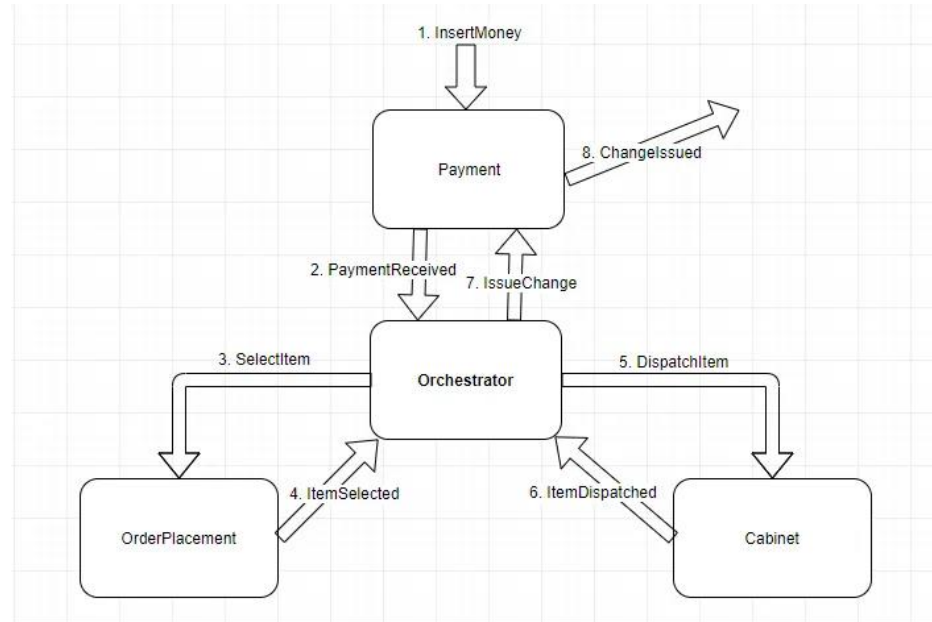 1. InsertMoney
Payment
8. ChangeIssued
2. PaymentReceived
7. IssueChange
3. SelectItem
Orchestrator
5. DispatchItem
4. ItemSelected
6. ItemDispatched
OrderPlacement
Cabinet